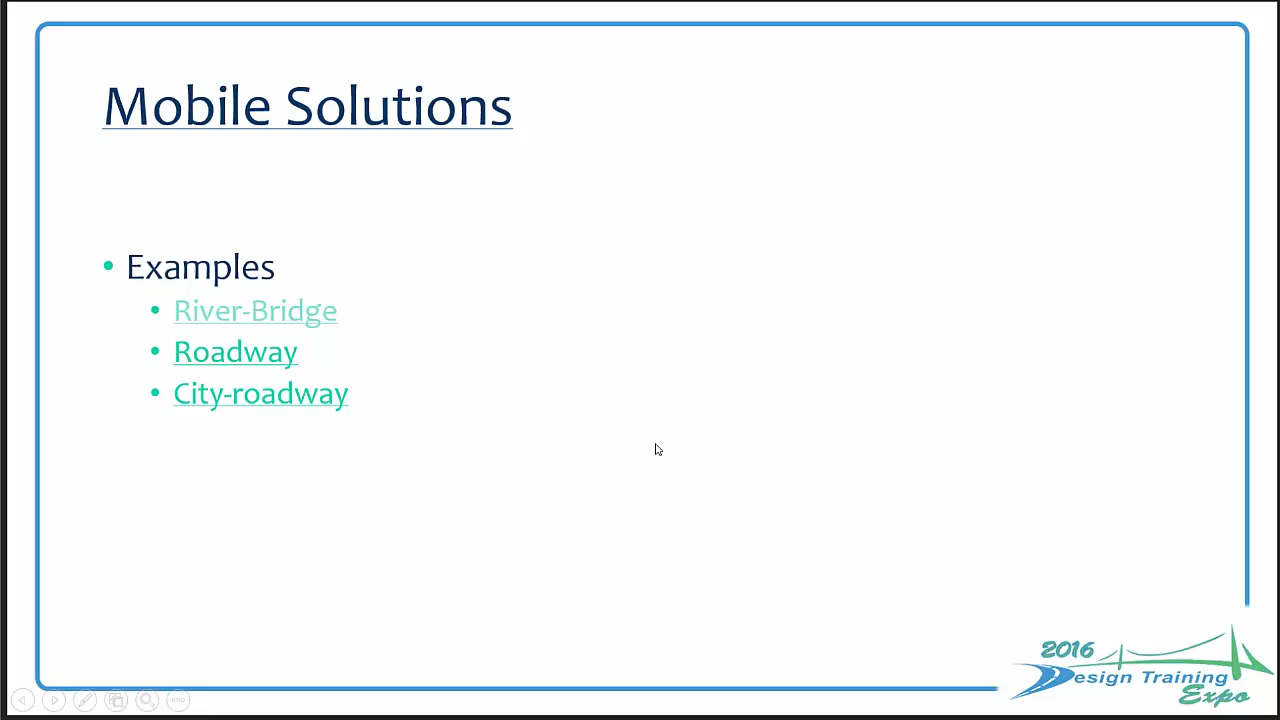 Mobile Solutions
• Examples
• River-Bridge
• Roadway
• City-roadway
2016
Design Training
Expo